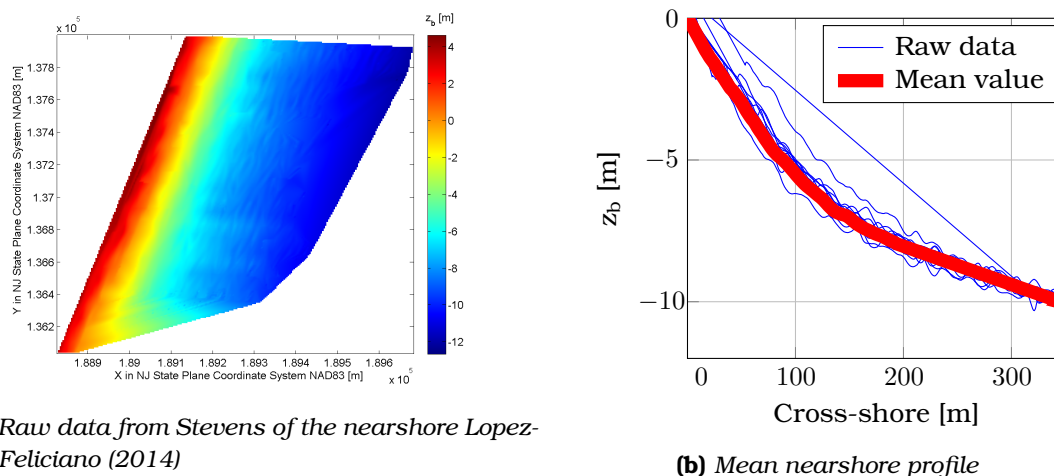 x 10⁵
z_b [m]
Y in NJ State Plane Coordinate System NAD83 [m]
1.378
1.376
1.374
1.372
1.37
1.368
1.366
1.364
1.362
1.889
1.89
1.891
1.892
1.893
1.894
1.895
1.896
X in NJ State Plane Coordinate System NAD83 [m]
x 10⁵
4
2
0
-2
-4
-6
-8
-10
-12
Raw data from Stevens of the nearshore Lopez-
Feliciano (2014)
Raw data
Mean value
0
−5
−10
z_b [m]
0
100
200
300
Cross-shore [m]
(b) Mean nearshore profile